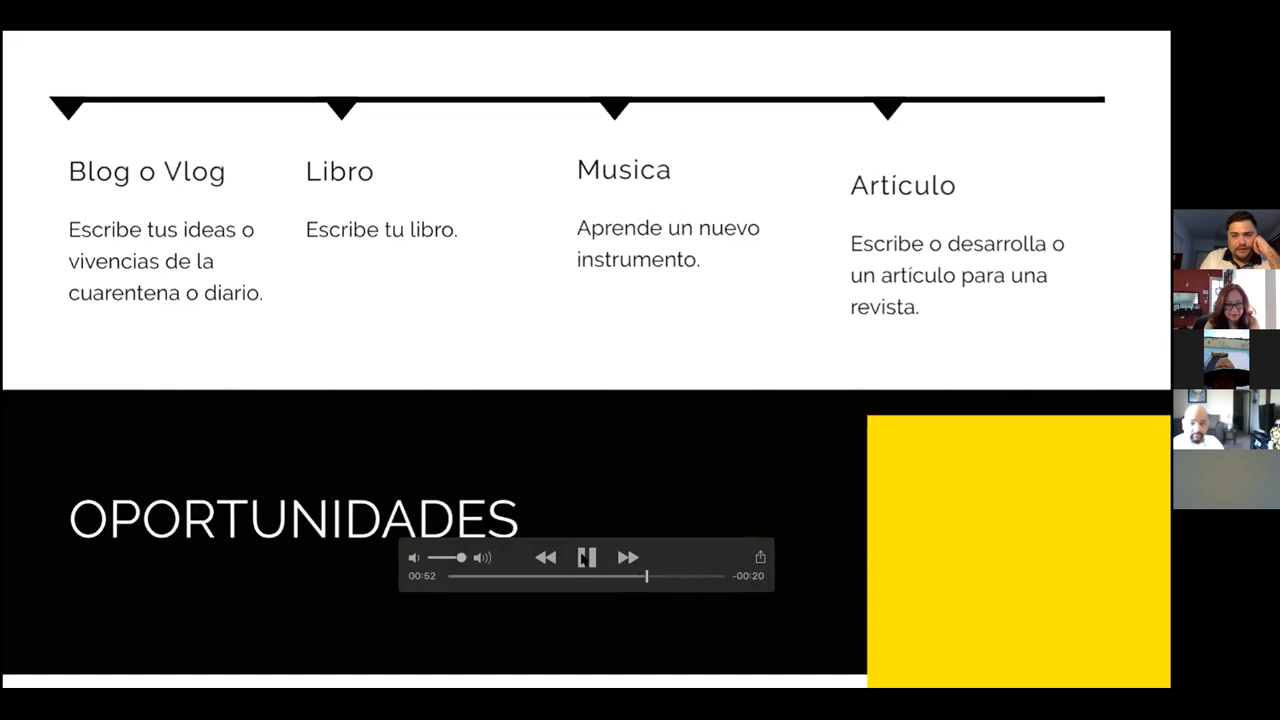 Blog o Vlog
Escribe tus ideas o
vivencias de la
cuarentena o diario.
Libro
Escribe tu libro.
Musica
Aprende un nuevo
instrumento.
Artículo
Escribe o desarrolla o
un artículo para una
revista.
OPORTUNIDADES
00:52
-00:20